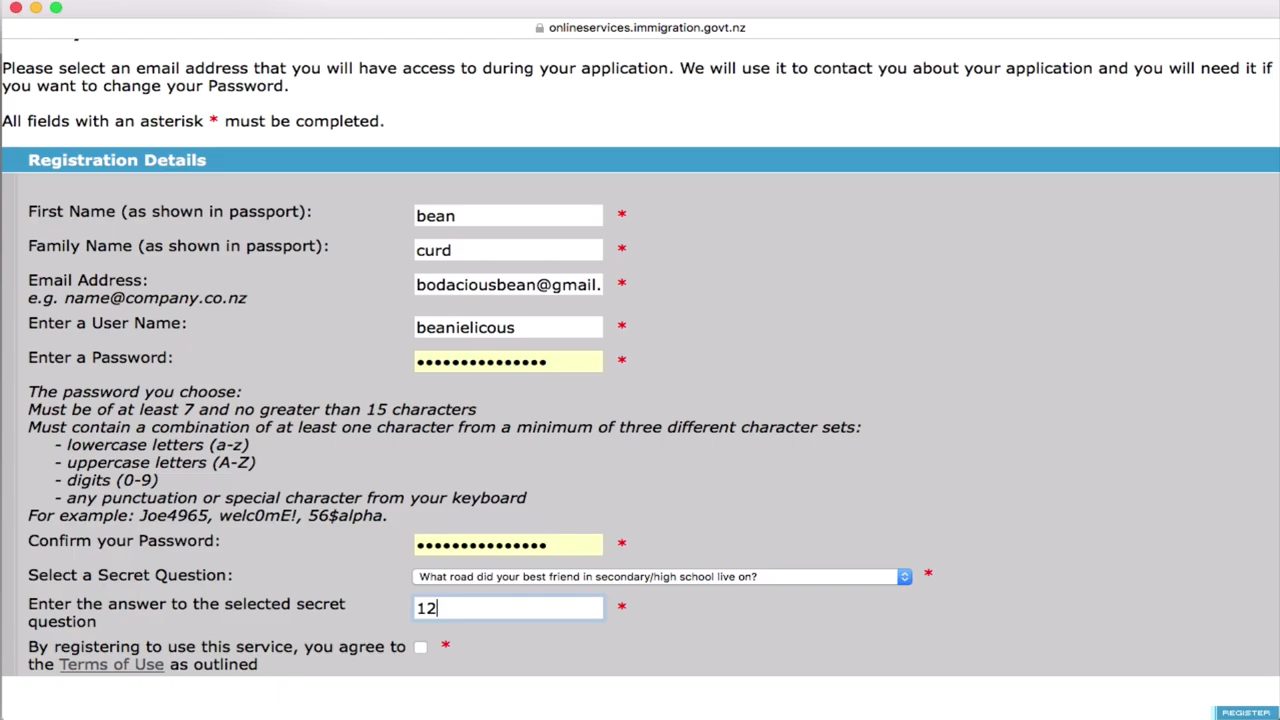 onlineservices.immigration.govt.nz
Please select an email address that you will have access to during your application. We will use it to contact you about your application and you will need it if
you want to change your Password.
All fields with an asterisk * must be completed.
Registration Details
First Name (as shown in passport): bean *
Family Name (as shown in passport): curd *
Email Address: bodaciousbean@gmail. *
e.g. name@company.co.nz
Enter a User Name: beanielicous *
Enter a Password: ••••••••••••••• *
The password you choose:
Must be of at least 7 and no greater than 15 characters
Must contain a combination of at least one character from a minimum of three different character sets:
- lowercase letters (a-z)
- uppercase letters (A-Z)
- digits (0-9)
- any punctuation or special character from your keyboard
For example: Joe4965, welc0mE!, 56$alpha.
Confirm your Password: ••••••••••••••• *
Select a Secret Question: What road did your best friend in secondary/high school live on? *
Enter the answer to the selected secret 12 *
question
By registering to use this service, you agree to *
the Terms of Use as outlined
REGISTER